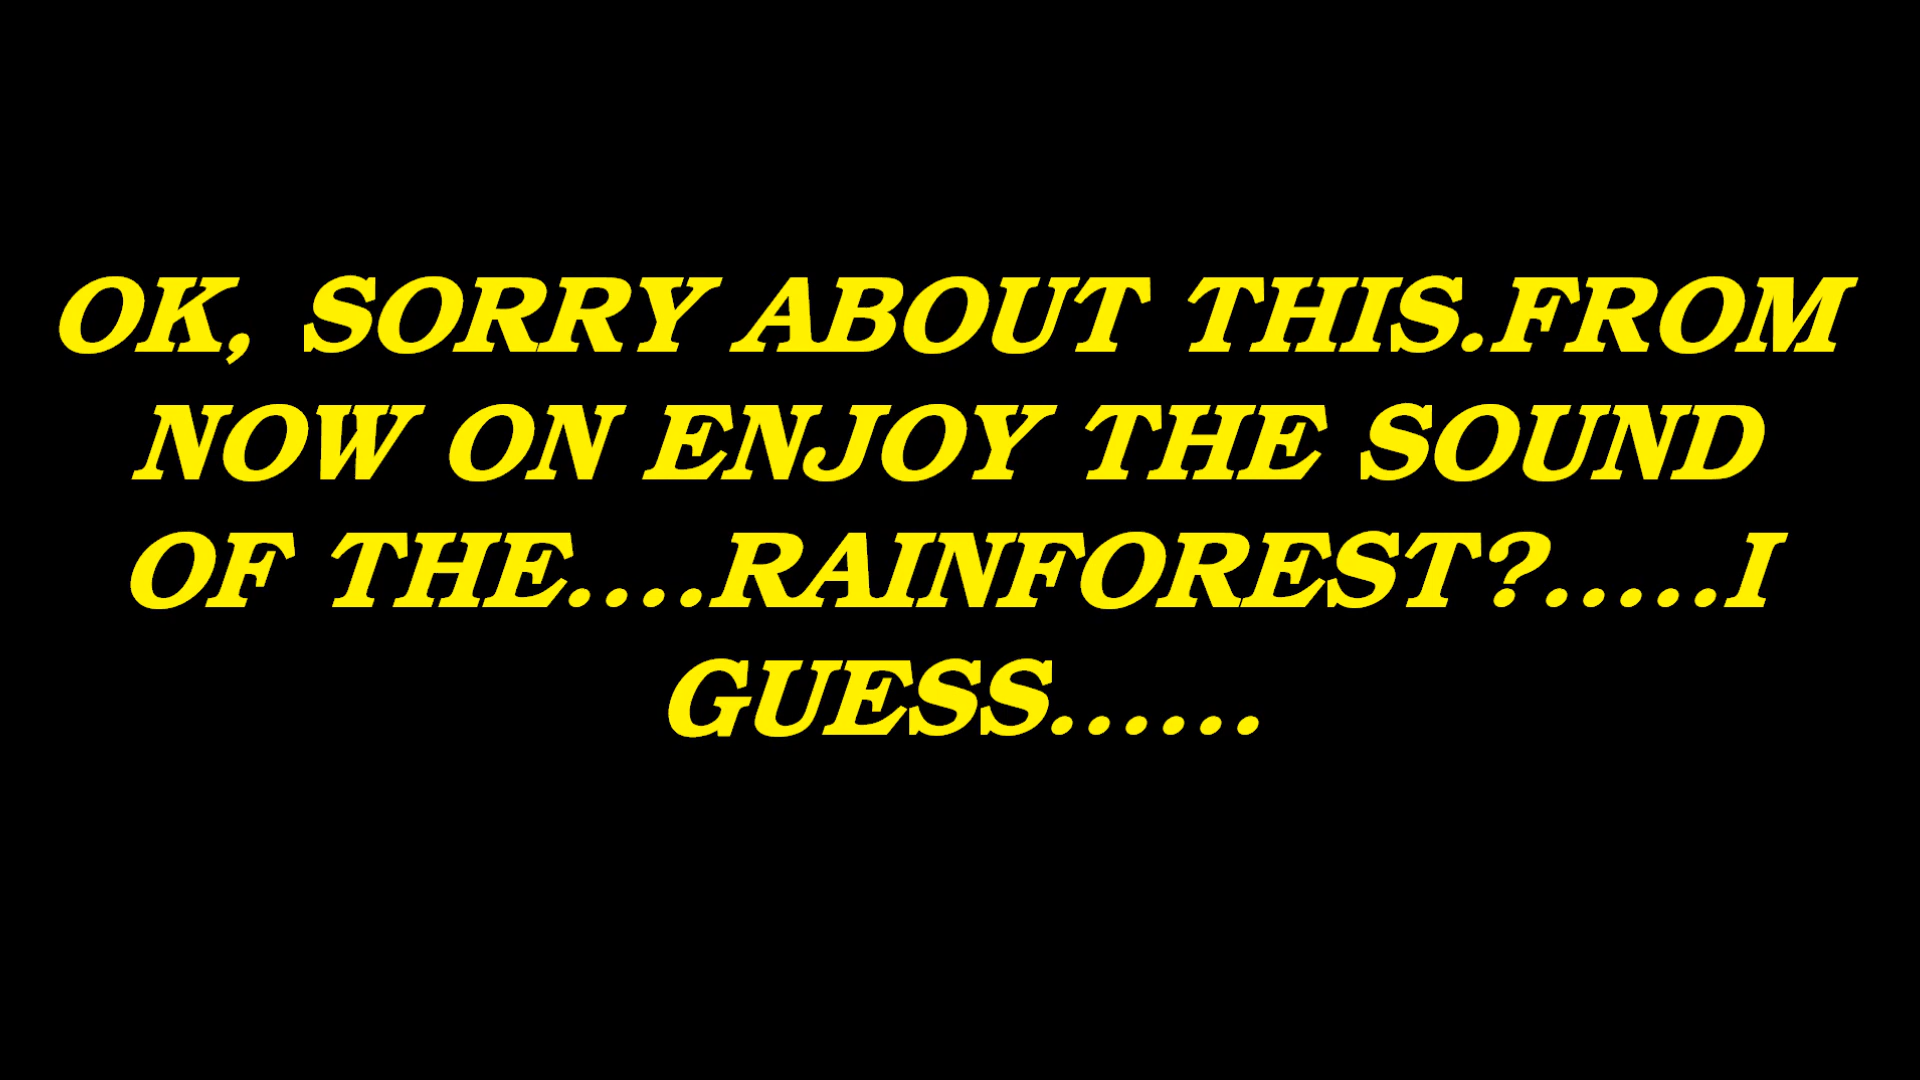 OK, SORRY ABOUT THIS.FROM
NOW ON ENJOY THE SOUND
OF THE....RAINFOREST?.....I
GUESS......